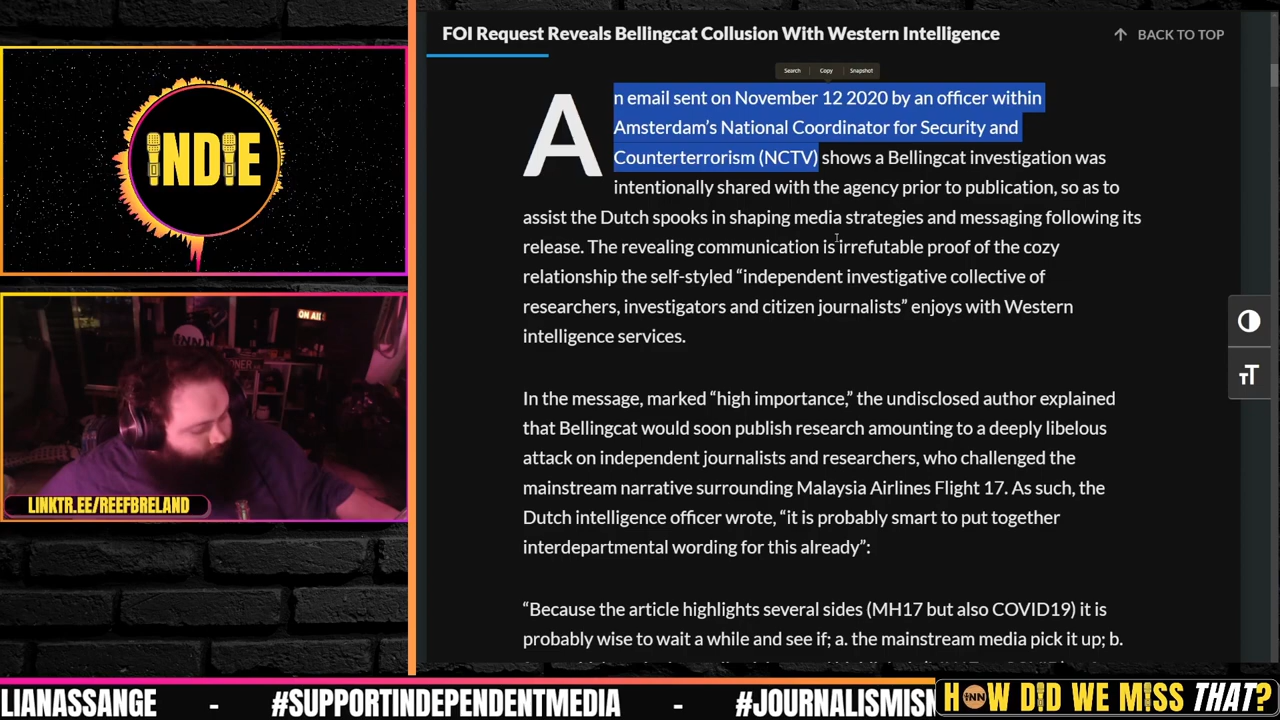 INDIE
ON AIR
INN
LINKTR.EE/REEFBRELAND
FOI Request Reveals Bellingcat Collusion With Western Intelligence
BACK TO TOP
Search Copy Snapshot
An email sent on November 12 2020 by an officer within
Amsterdam’s National Coordinator for Security and
Counterterrorism (NCTV) shows a Bellingcat investigation was
intentionally shared with the agency prior to publication, so as to
assist the Dutch spooks in shaping media strategies and messaging following its
release. The revealing communication is irrefutable proof of the cozy
relationship the self-styled “independent investigative collective of
researchers, investigators and citizen journalists” enjoys with Western
intelligence services.
In the message, marked “high importance,” the undisclosed author explained
that Bellingcat would soon publish research amounting to a deeply libelous
attack on independent journalists and researchers, who challenged the
mainstream narrative surrounding Malaysia Airlines Flight 17. As such, the
Dutch intelligence officer wrote, “it is probably smart to put together
interdepartmental wording for this already”:
“Because the article highlights several sides (MH17 but also COVID19) it is
probably wise to wait a while and see if; a. the mainstream media pick it up; b.
TT
LIANASSANGE - #SUPPORTINDEPENDENTMEDIA - #JOURNALISMISN
HOW DID WE MISS THAT?
INN